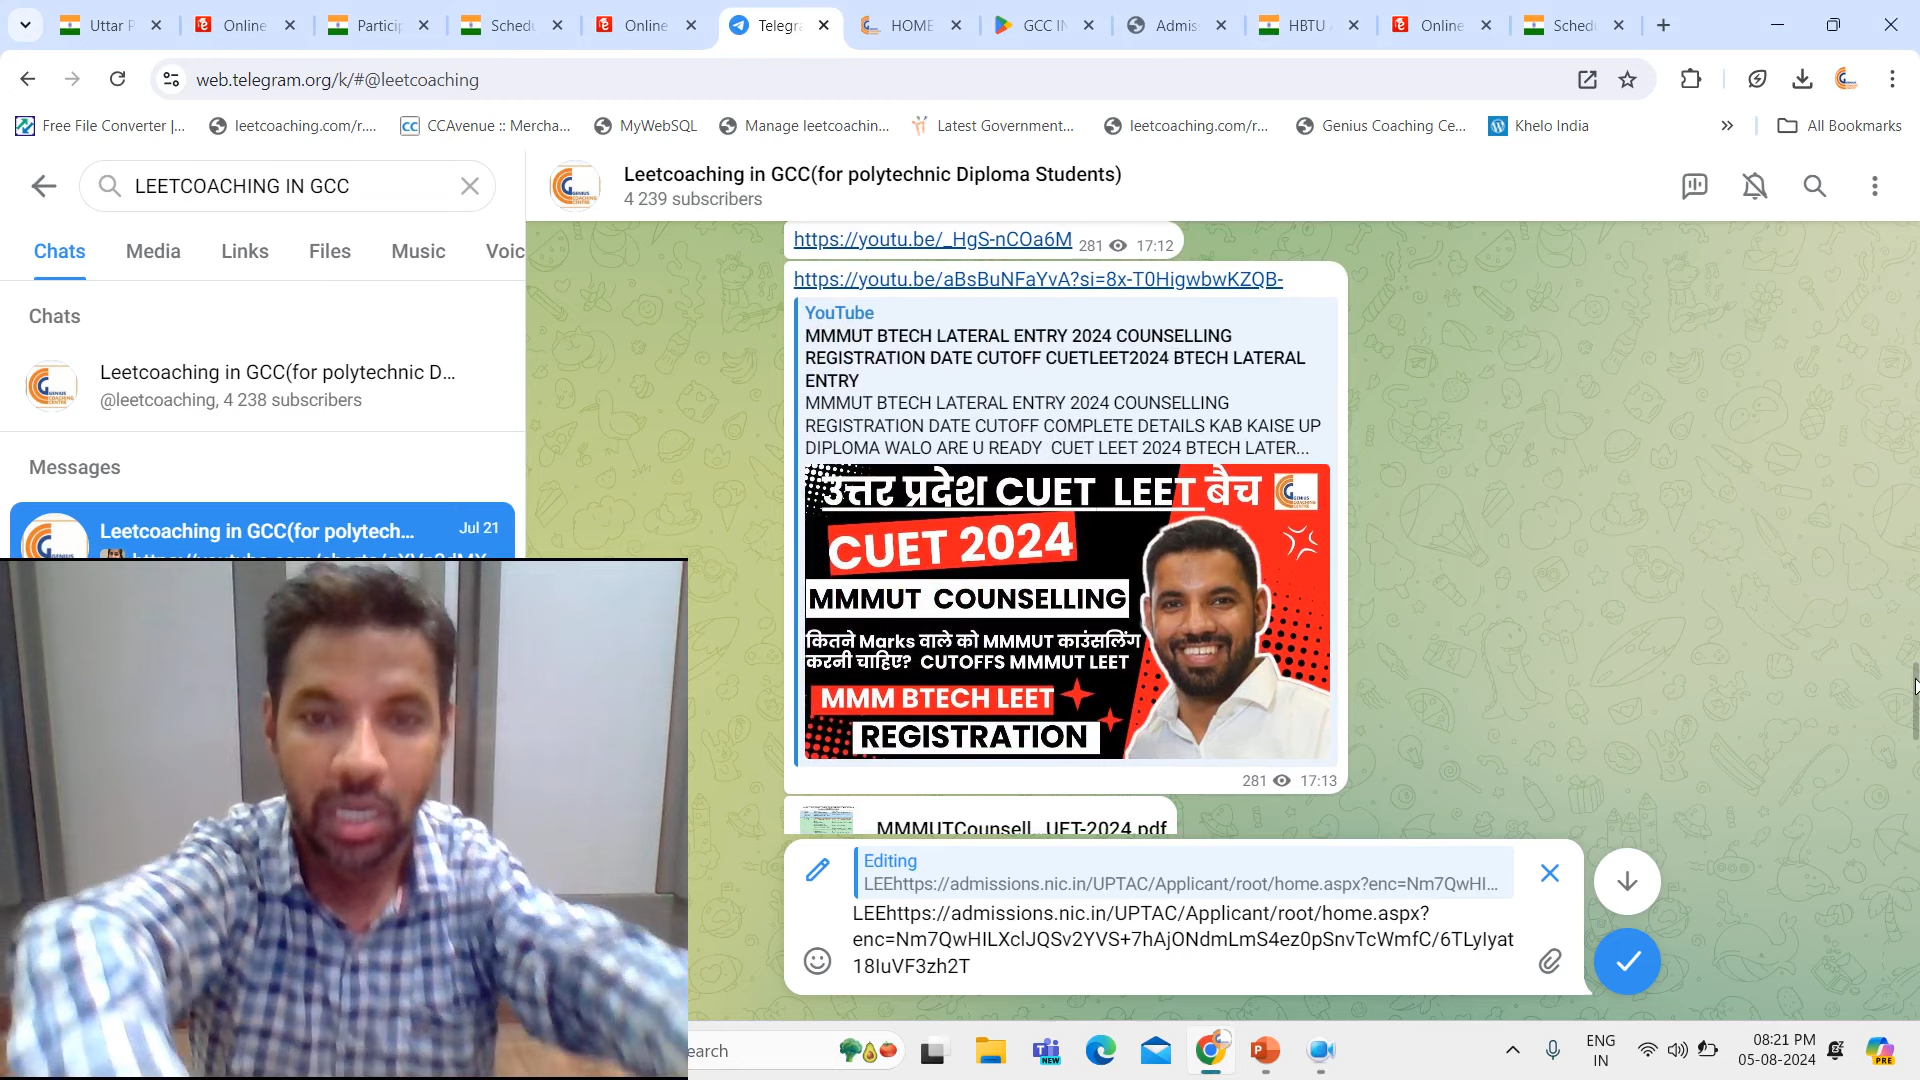 Uttar P
Online
Particip
Schedu
Online
Telegra
HOME
GCC IN
Admis
HBTU A
Online
Schedu
web.telegram.org/k/#@leetcoaching
Free File Converter |...
leetcoaching.com/r....
CC CCAvenue :: Mercha...
MyWebSQL
Manage leetcoachin...
Latest Government...
leetcoaching.com/r...
Genius Coaching Ce...
Khelo India
All Bookmarks
LEETCOACHING IN GCC
Chats
Media
Links
Files
Music
Voic
Chats
Leetcoaching in GCC(for polytechnic D...
@leetcoaching, 4 238 subscribers
Messages
Leetcoaching in GCC(for polytech...
Jul 21
Leetcoaching in GCC(for polytechnic Diploma Students)
4 239 subscribers
https://youtu.be/_HgS-nCOa6M 281 17:12
https://youtu.be/aBsBuNFaYvA?si=8x-T0HigwbwKZQB-
YouTube
MMMUT BTECH LATERAL ENTRY 2024 COUNSELLING
REGISTRATION DATE CUTOFF CUETLEET2024 BTECH LATERAL
ENTRY
MMMUT BTECH LATERAL ENTRY 2024 COUNSELLING
REGISTRATION DATE CUTOFF COMPLETE DETAILS KAB KAISE UP
DIPLOMA WALO ARE U READY CUET LEET 2024 BTECH LATER...
उत्तर प्रदेश CUET LEET बैच
CUET 2024
MMMUT COUNSELLING
कितने Marks वाले को MMMUT काउंसलिंग
करनी चाहिए? CUTOFFS MMMUT LEET
MMM BTECH LEET
REGISTRATION
281 17:13
MMMUTCounsell...UET-2024.pdf
Editing
LEEhttps://admissions.nic.in/UPTAC/Applicant/root/home.aspx?enc=Nm7QwHI...
LEEhttps://admissions.nic.in/UPTAC/Applicant/root/home.aspx?
enc=Nm7QwHILXclJQSv2YVS+7hAjONdmLmS4ez0pSnvTcWmfC/6TLyIyat
18IuVF3zh2T
earch
NEW
ENG
IN
08:21 PM
05-08-2024
PRE